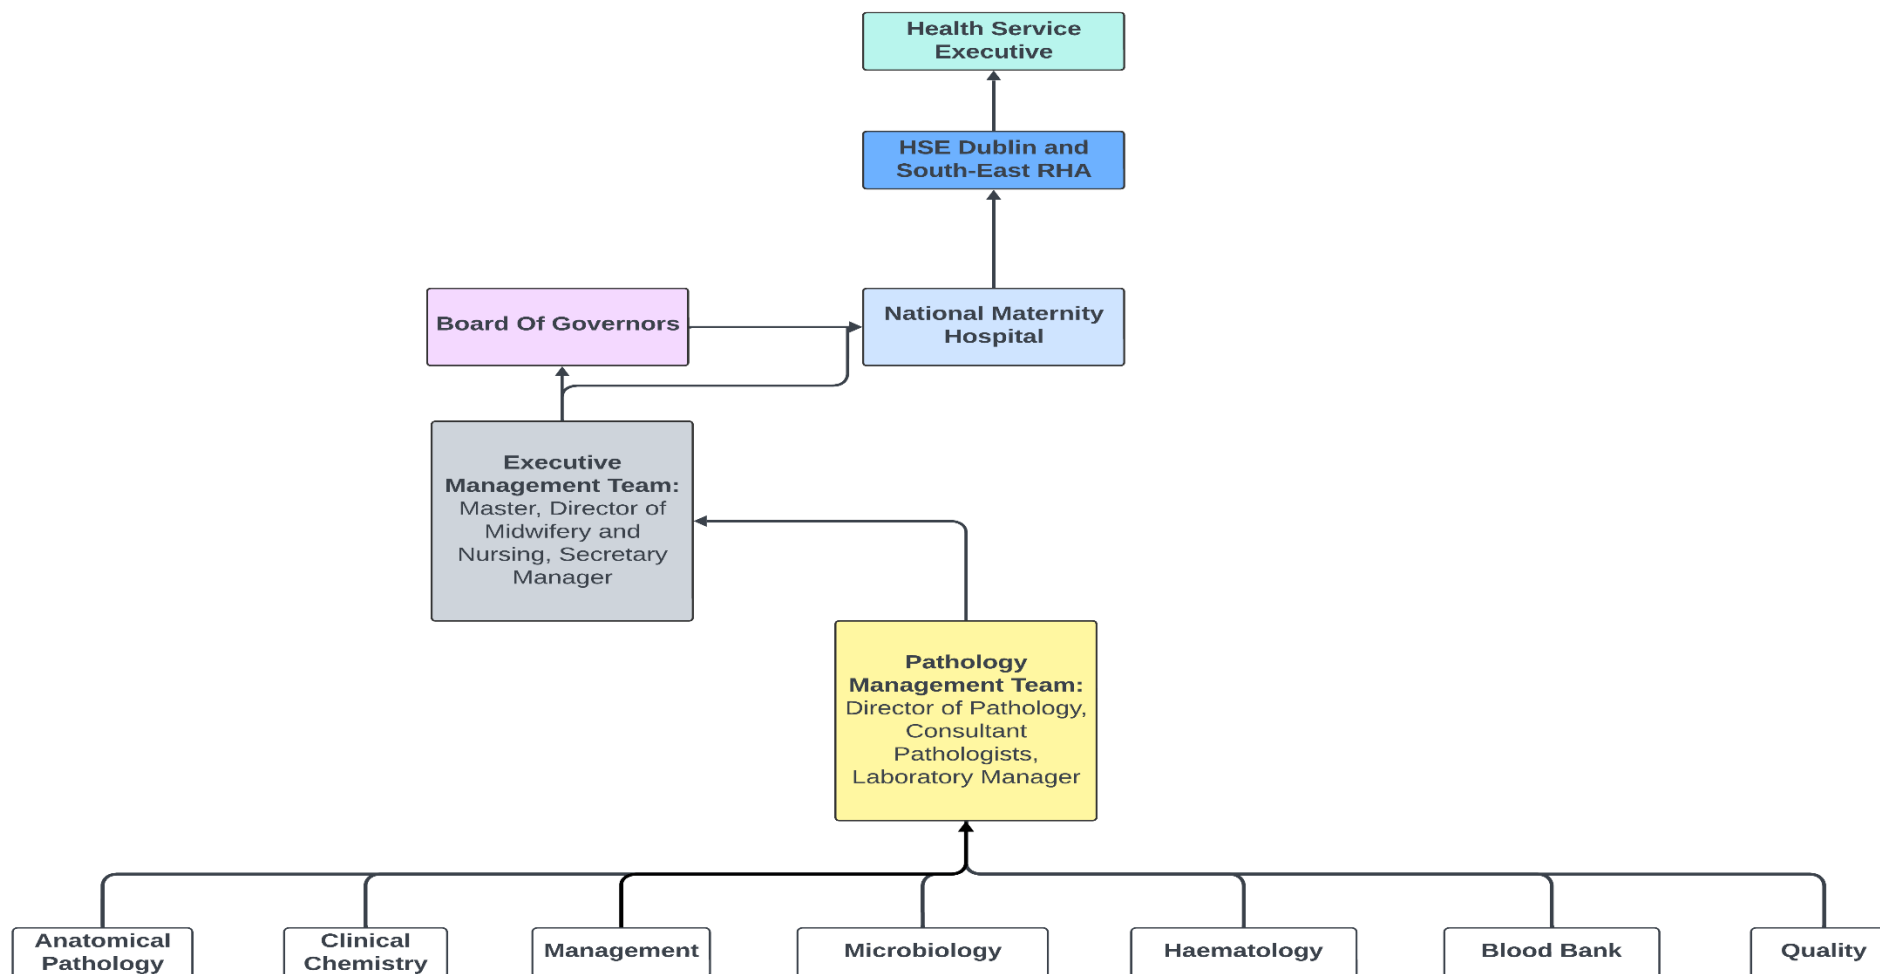 Health Service
Executive
HSE Dublin and
South-East RHA
Board Of Governors
National Maternity
Hospital
Executive
Management Team:
Master, Director of
Midwifery and
Nursing, Secretary
Manager
Pathology
Management Team:
Director of Pathology,
Consultant
Pathologists,
Laboratory Manager
Anatomical
Pathology
Clinical
Chemistry
Management
Microbiology
Haematology
Blood Bank
Quality